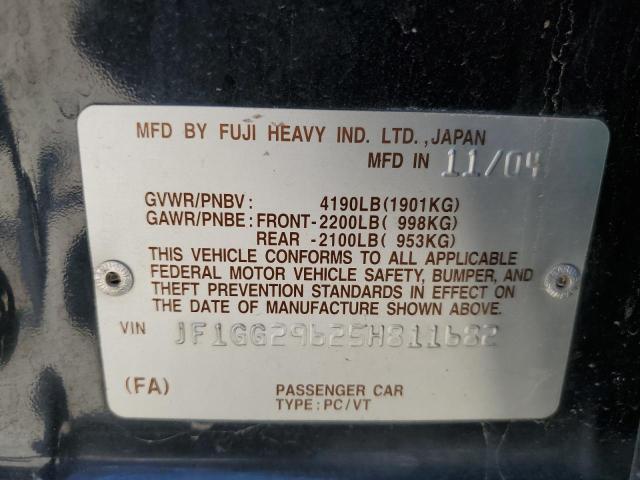 MFD BY FUJI HEAVY IND. LTD.,JAPAN
MFD IN 11/04
GVWR/PNBV: 4190LB(1901KG)
GAWR/PNBE: FRONT-2200LB( 998KG)
REAR -2100LB( 953KG)
THIS VEHICLE CONFORMS TO ALL APPLICABLE
FEDERAL MOTOR VEHICLE SAFETY, BUMPER, AND
THEFT PREVENTION STANDARDS IN EFFECT ON
THE DATE OF MANUFACTURE SHOWN ABOVE.
VIN JF1GG29625H811682
(FA) PASSENGER CAR
TYPE: PC/VT